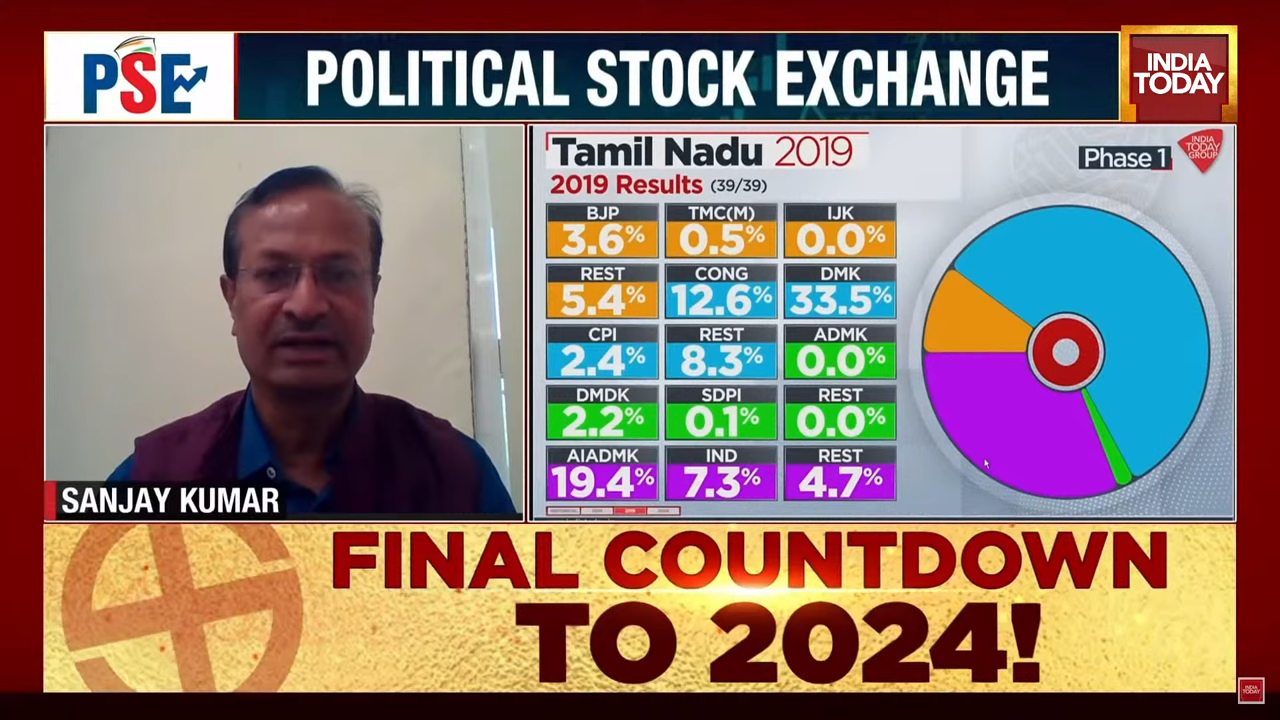 PSE
POLITICAL STOCK EXCHANGE
INDIA
TODAY
Tamil Nadu 2019
2019 Results (39/39)
Phase 1
INDIA
TODAY
GROUP
BJP TMC(M) IJK
3.6% 0.5% 0.0%
REST CONG DMK
5.4% 12.6% 33.5%
CPI REST ADMK
2.4% 8.3% 0.0%
DMDK SDPI REST
2.2% 0.1% 0.0%
AIADMK IND REST
19.4% 7.3% 4.7%
SANJAY KUMAR
FINAL COUNTDOWN
TO 2024!
INDIA
TODAY